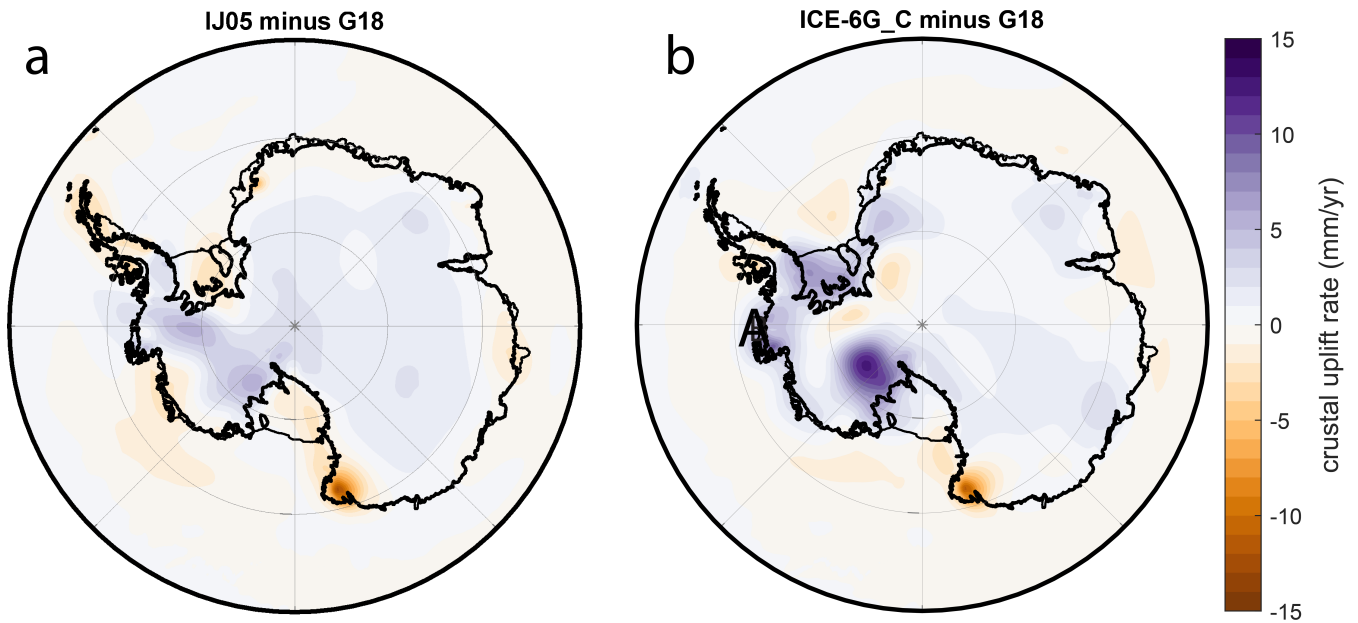 IJ05 minus G18
ICE-6G_C minus G18
a
b
A
15
10
5
0
-5
-10
-15
crustal uplift rate (mm/yr)